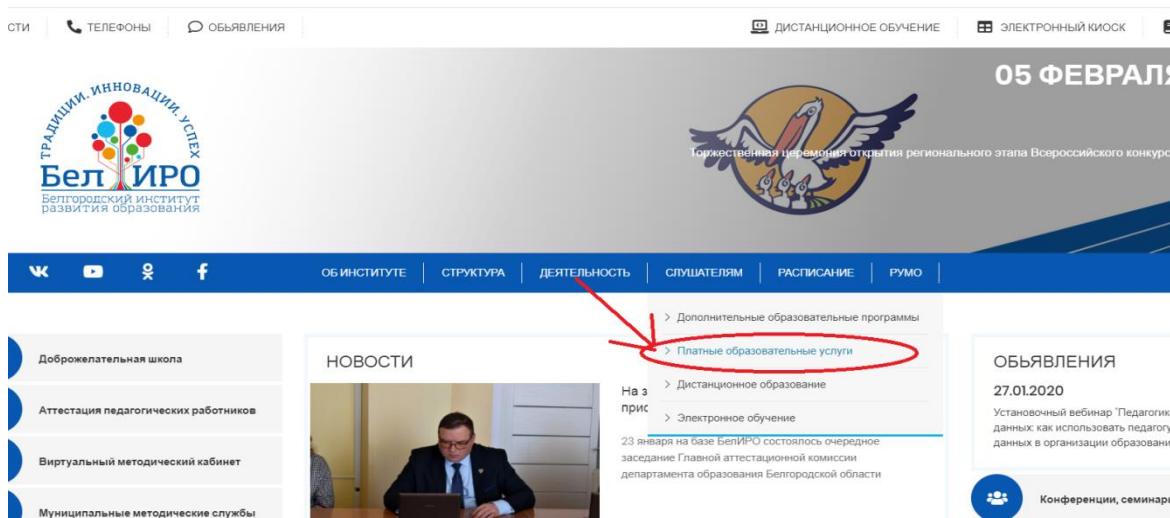 СТИ
ТЕЛЕФОНЫ
ОБЬЯВЛЕНИЯ
ДИСТАНЦИОННОЕ ОБУЧЕНИЕ
ЭЛЕКТРОННЫЙ КИОСК
ТРАДИЦИИ. ИННОВАЦИИ. УСПЕХ
Бел ИРО
Белгородский институт
развития образования
05 ФЕВРАЛЯ
Торжественная церемония открытия регионального этапа Всероссийского конкурс
ОБ ИНСТИТУТЕ
СТРУКТУРА
ДЕЯТЕЛЬНОСТЬ
СЛУШАТЕЛЯМ
РАСПИСАНИЕ
РУМО
Дополнительные образовательные программы
Платные образовательные услуги
Дистанционное образование
Электронное обучение
Доброжелательная школа
Аттестация педагогических работников
Виртуальный методический кабинет
Муниципальные методические службы
НОВОСТИ
На з
прис
23 января на базе БелИРО состоялось очередное
заседание Главной аттестационной комиссии
департамента образования Белгородской области
ОБЬЯВЛЕНИЯ
27.01.2020
Установочный вебинар "Педагогик
данных: как использовать педагогу
данных в организации образовани
Конференции, семинары